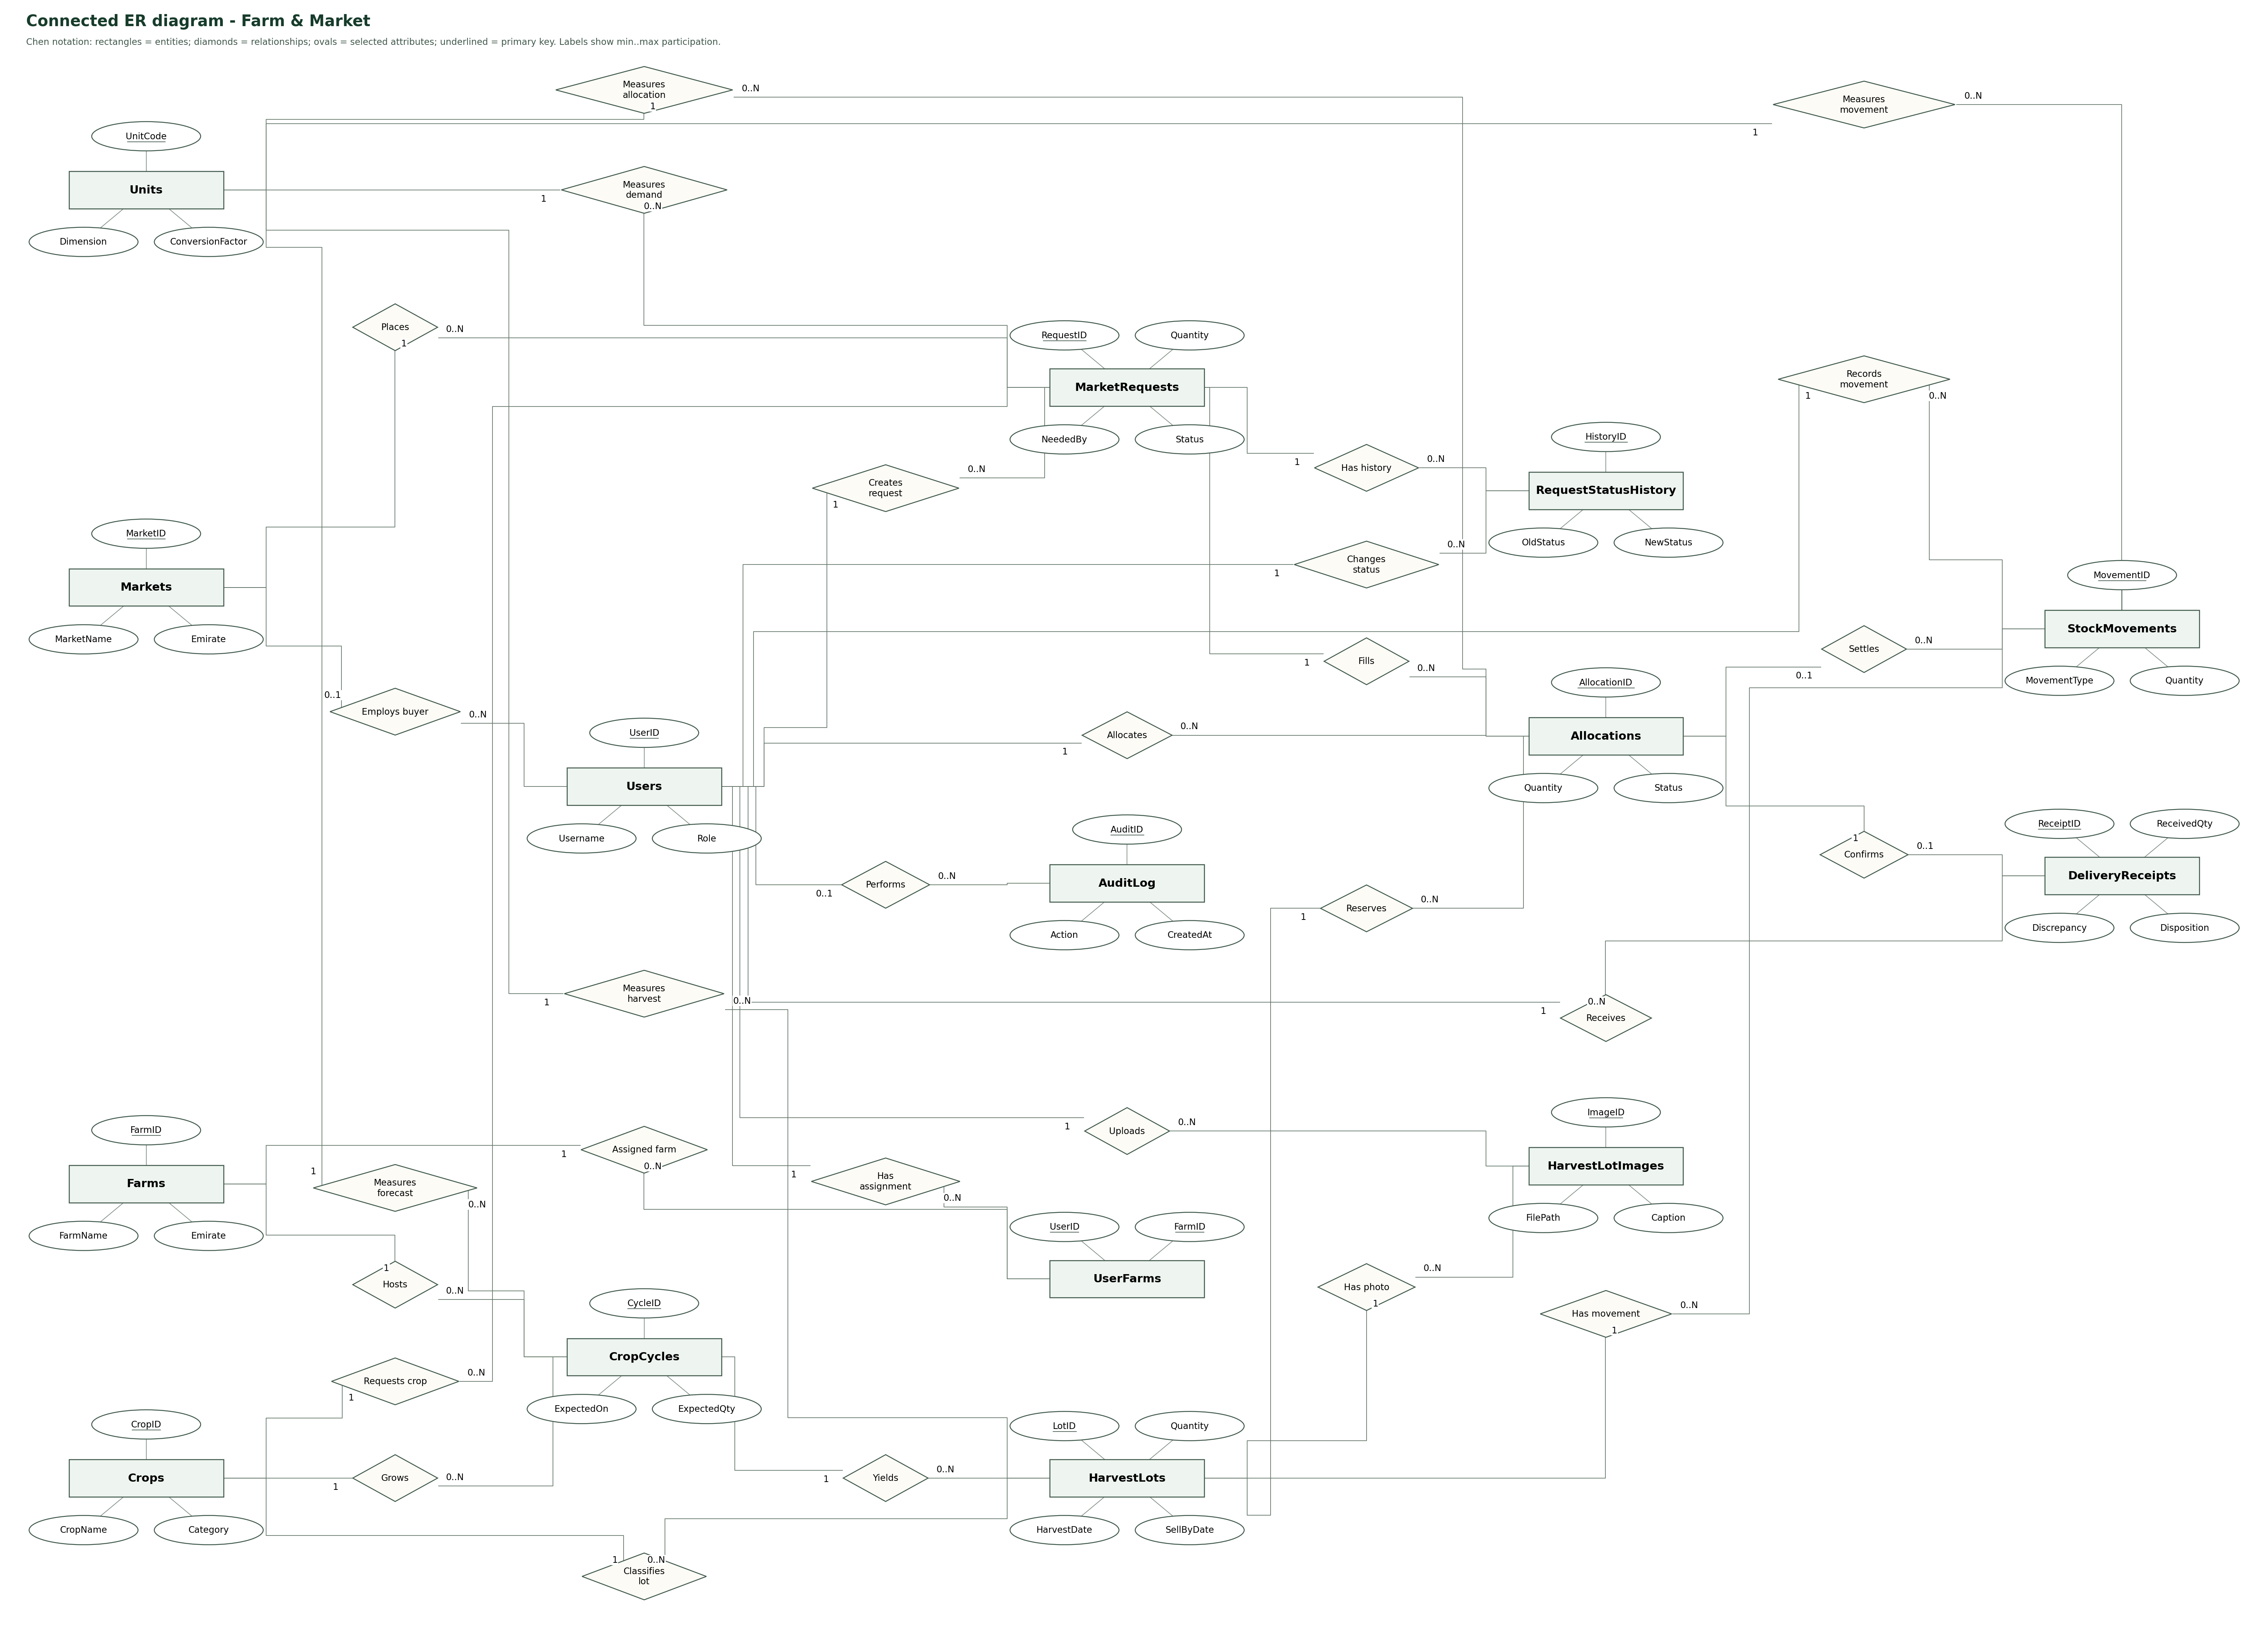 Connected ER diagram - Farm & Market
Chen notation: rectangles = entities; diamonds = relationships; ovals = selected attributes; underlined = primary key. Labels show min..max participation.
Measures
allocation
1
0..N
Measures
movement
0..N
1
UnitCode
Units
Dimension
ConversionFactor
1
Measures
demand
0..N
Places
1
0..N
RequestID
Quantity
MarketRequests
NeededBy
Status
Records
movement
1
0..N
Creates
request
1
0..N
Has history
1
0..N
HistoryID
RequestStatusHistory
OldStatus
NewStatus
Changes
status
1
0..N
MarketID
Markets
MarketName
Emirate
MovementID
StockMovements
MovementType
Quantity
Settles
0..1
0..N
Fills
1
0..N
AllocationID
Allocations
Quantity
Status
0..1
Employs buyer
0..N
UserID
Users
Username
Role
Allocates
1
0..N
AuditID
AuditLog
Action
CreatedAt
Performs
0..1
0..N
Reserves
1
0..N
1
Confirms
0..1
ReceiptID
ReceivedQty
DeliveryReceipts
Discrepancy
Disposition
Measures
harvest
1
0..N
0..N
Receives
1
FarmID
Farms
FarmName
Emirate
Assigned farm
1
0..N
Measures
forecast
1
0..N
Has
assignment
1
0..N
Uploads
1
0..N
ImageID
HarvestLotImages
FilePath
Caption
UserID
FarmID
UserFarms
1
Hosts
0..N
Has photo
1
0..N
Has movement
1
0..N
CycleID
CropCycles
ExpectedOn
ExpectedQty
Requests crop
1
0..N
CropID
Crops
CropName
Category
Grows
1
0..N
Yields
1
0..N
LotID
Quantity
HarvestLots
HarvestDate
SellByDate
1
0..N
Classifies
lot